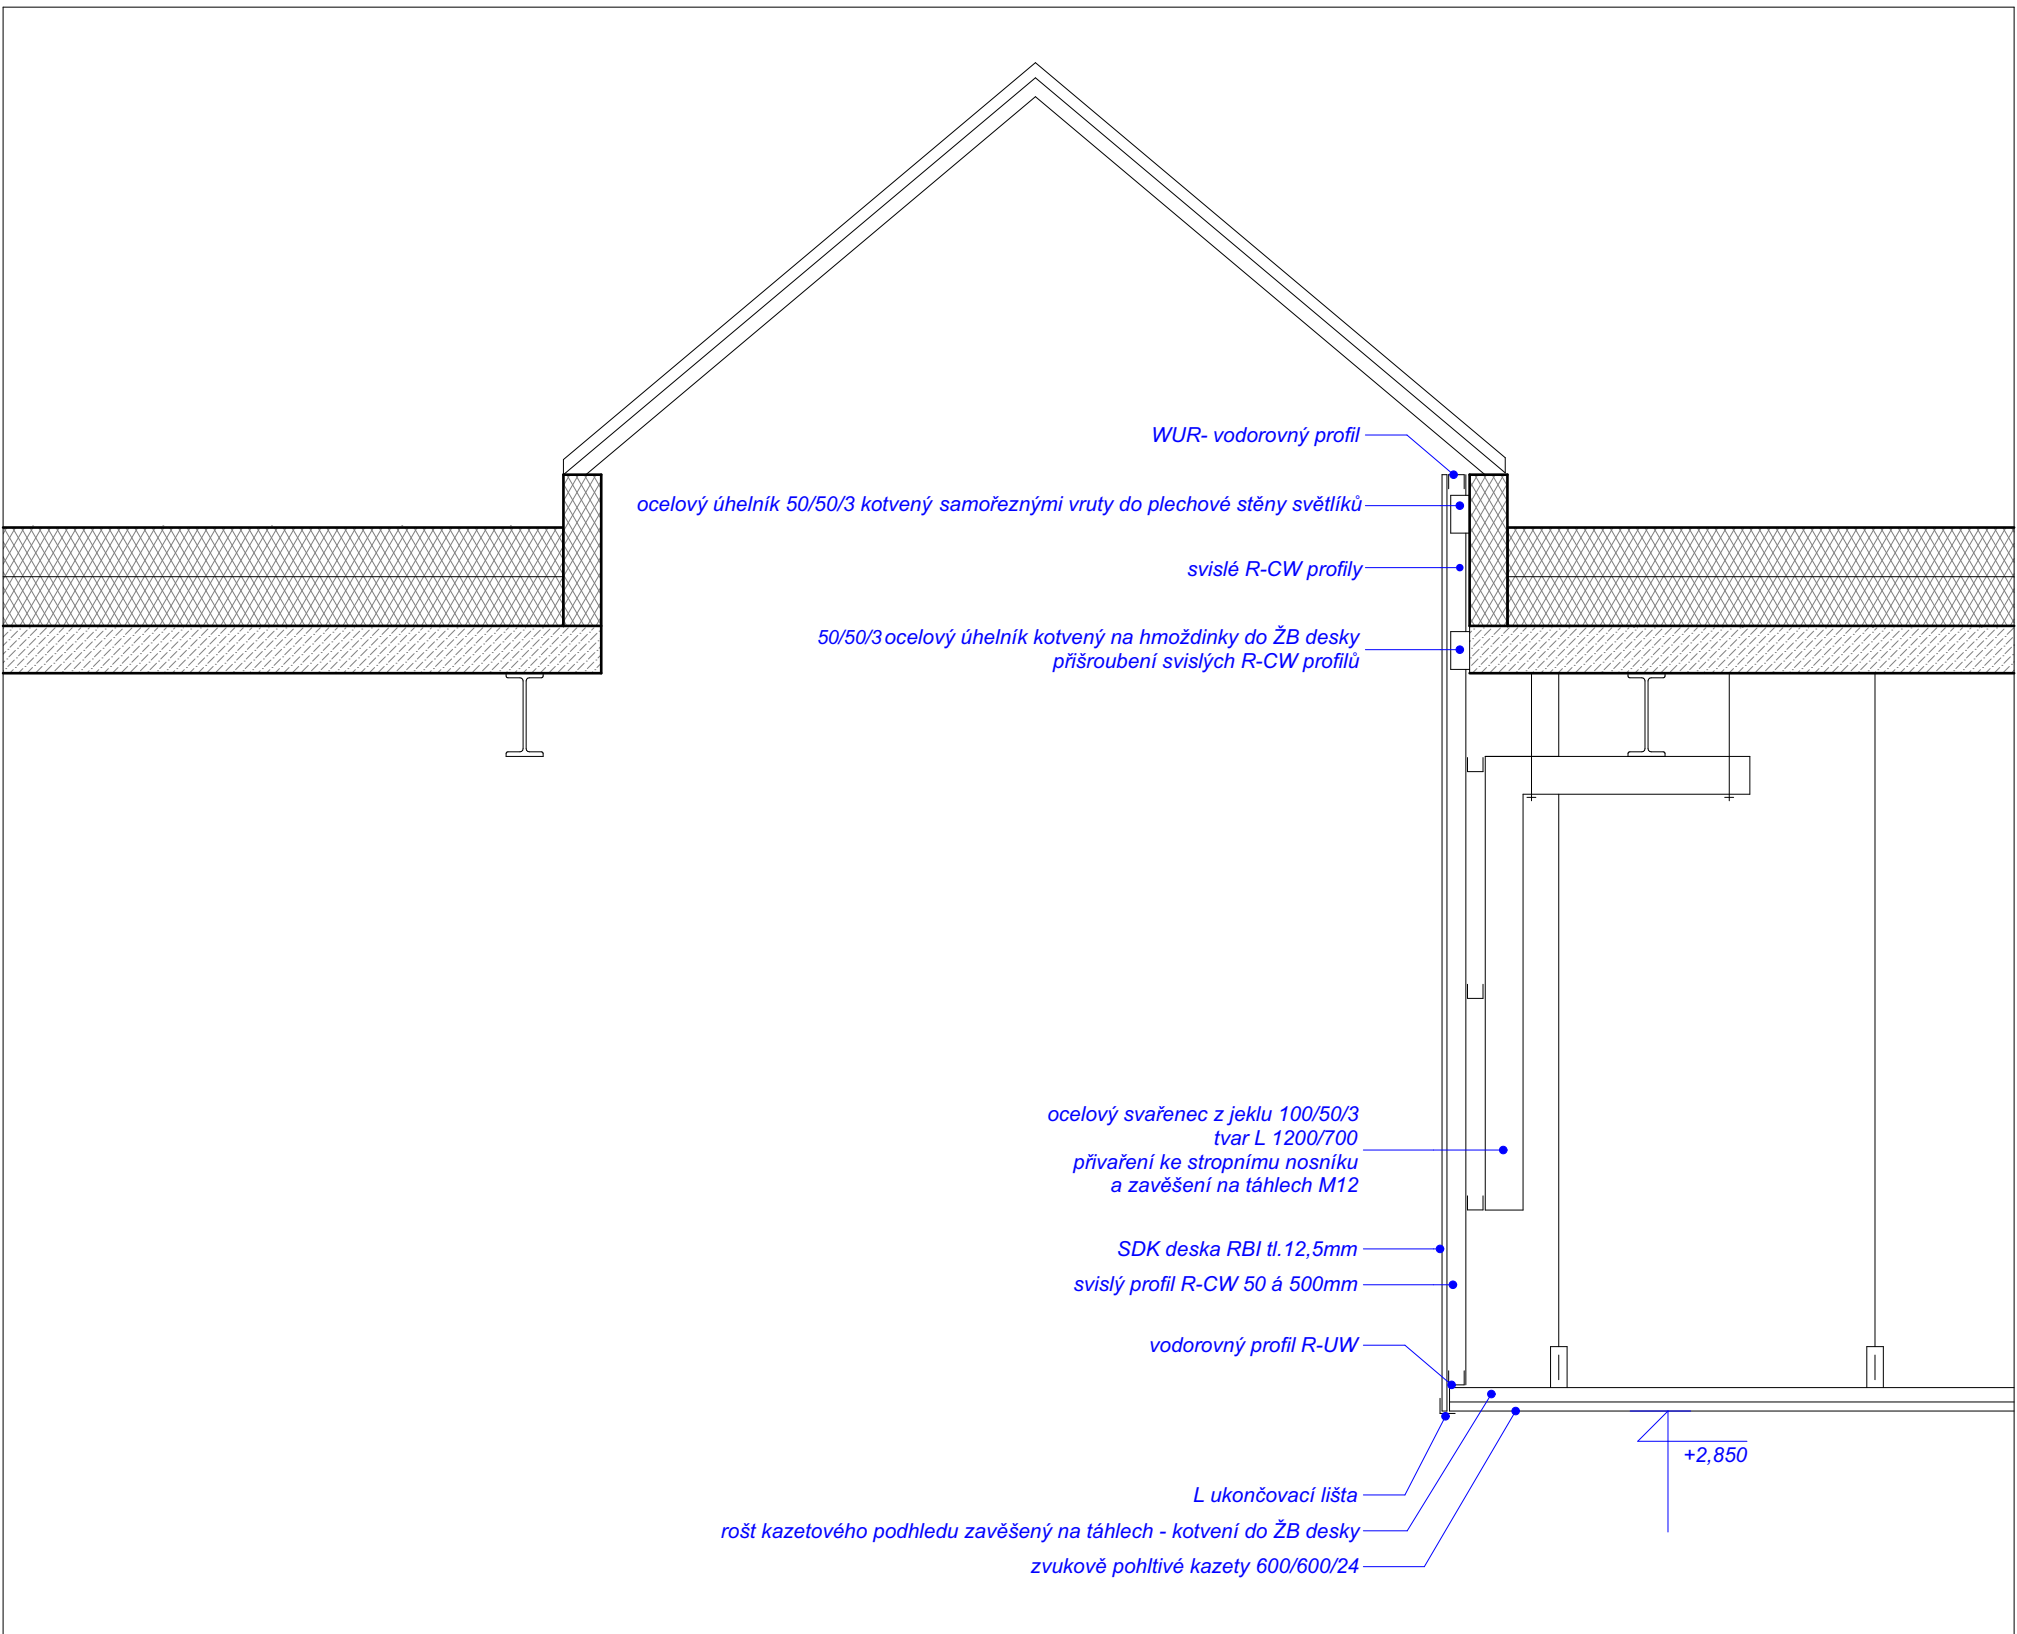 WUR- vodorovný profil
ocelový úhelník 50/50/3 kotvený samořeznými vruty do plechové stěny světlíků
svislé R-CW profily
50/50/3 ocelový úhelník kotvený na hmoždinky do ŽB desky
přišroubení svislých R-CW profilů
ocelový svařenec z jeklu 100/50/3
tvar L 1200/700
přivaření ke stropnímu nosníku
a zavěšení na táhlech M12
SDK deska RBI tl.12,5mm
svislý profil R-CW 50 á 500mm
vodorovný profil R-UW
+2,850
L ukončovací lišta
rošt kazetového podhledu zavěšený na táhlech - kotvení do ŽB desky
zvukově pohltivé kazety 600/600/24